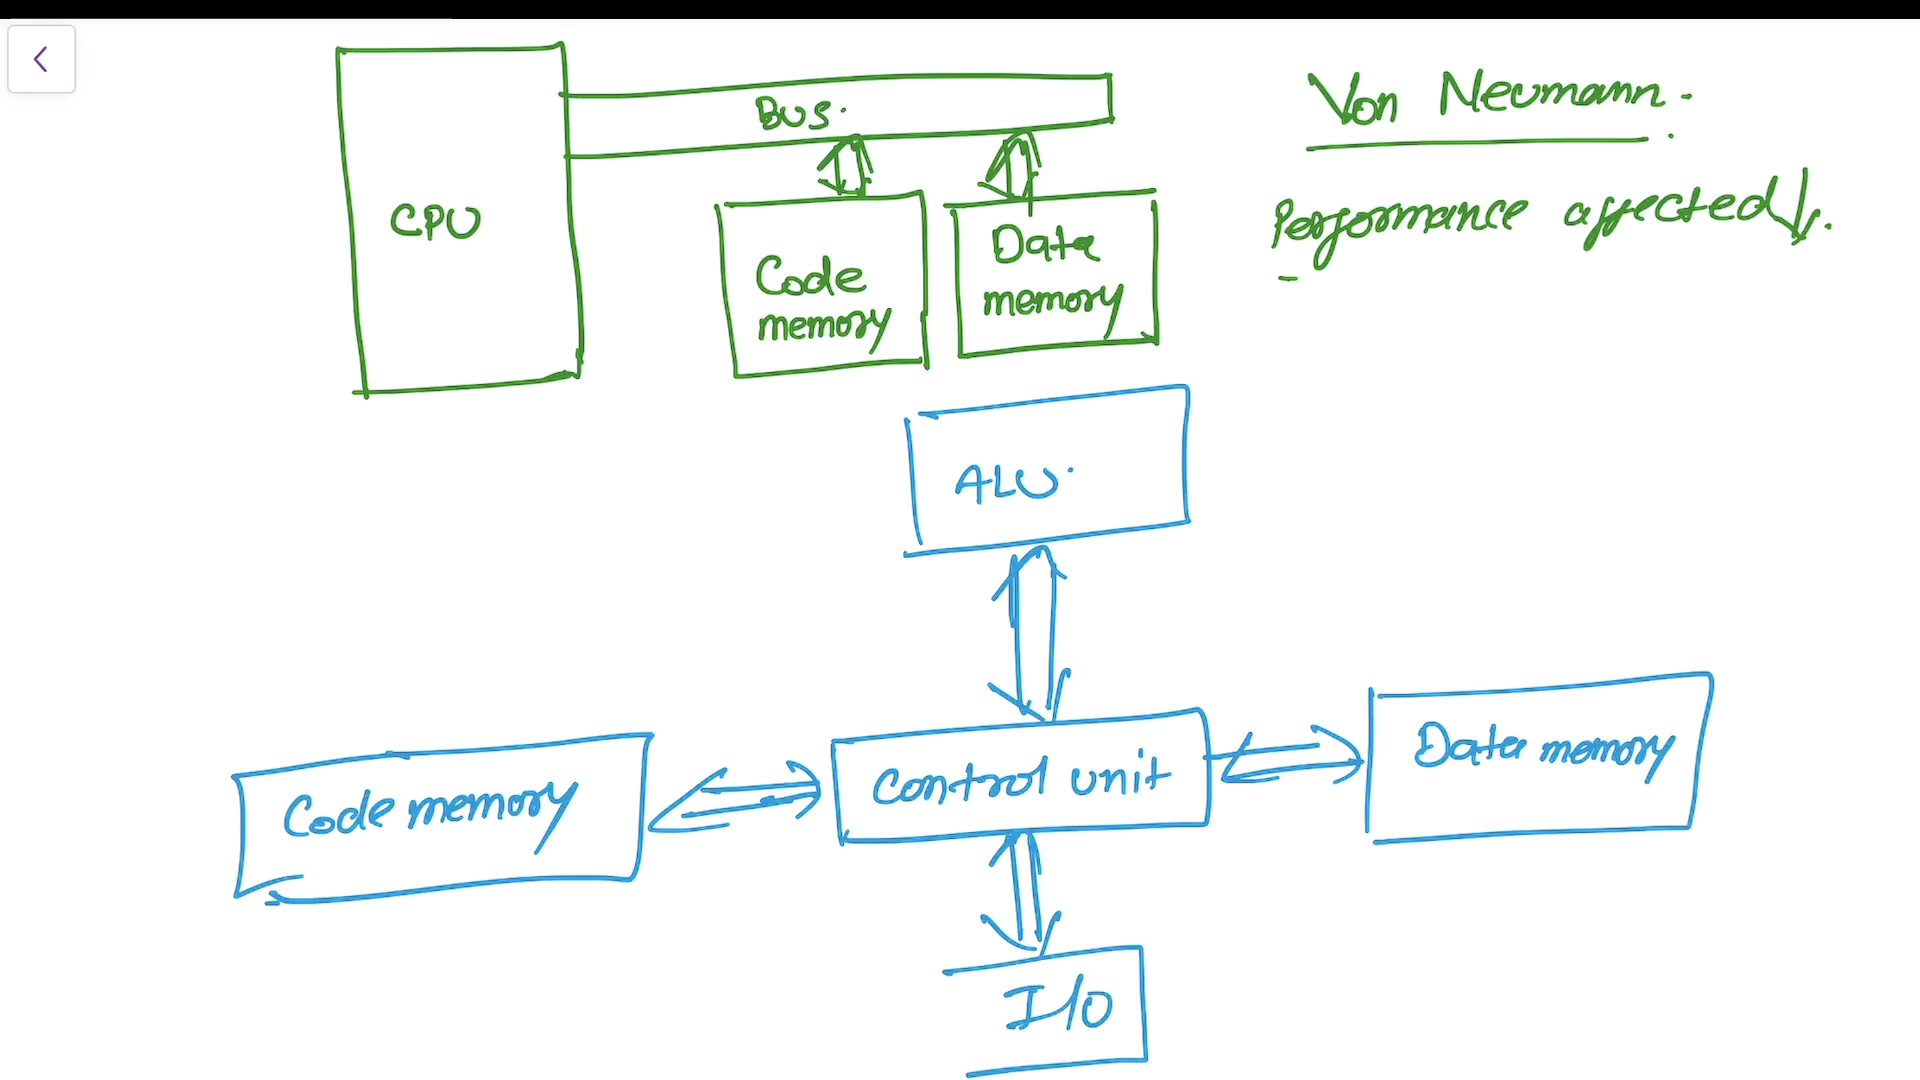 Bus.
Von Neumann.
Performance affected ↓.
CPU
Code
memory
Data
memory
ALU.
Code memory
Control unit
Data memory
I/O